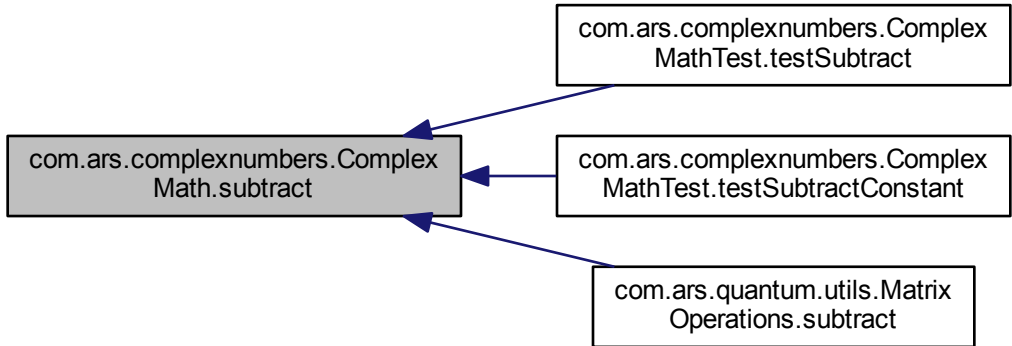 com.ars.complexnumbers.Complex
MathTest.testSubtract
com.ars.complexnumbers.Complex
Math.subtract
com.ars.complexnumbers.Complex
MathTest.testSubtractConstant
com.ars.quantum.utils.Matrix
Operations.subtract